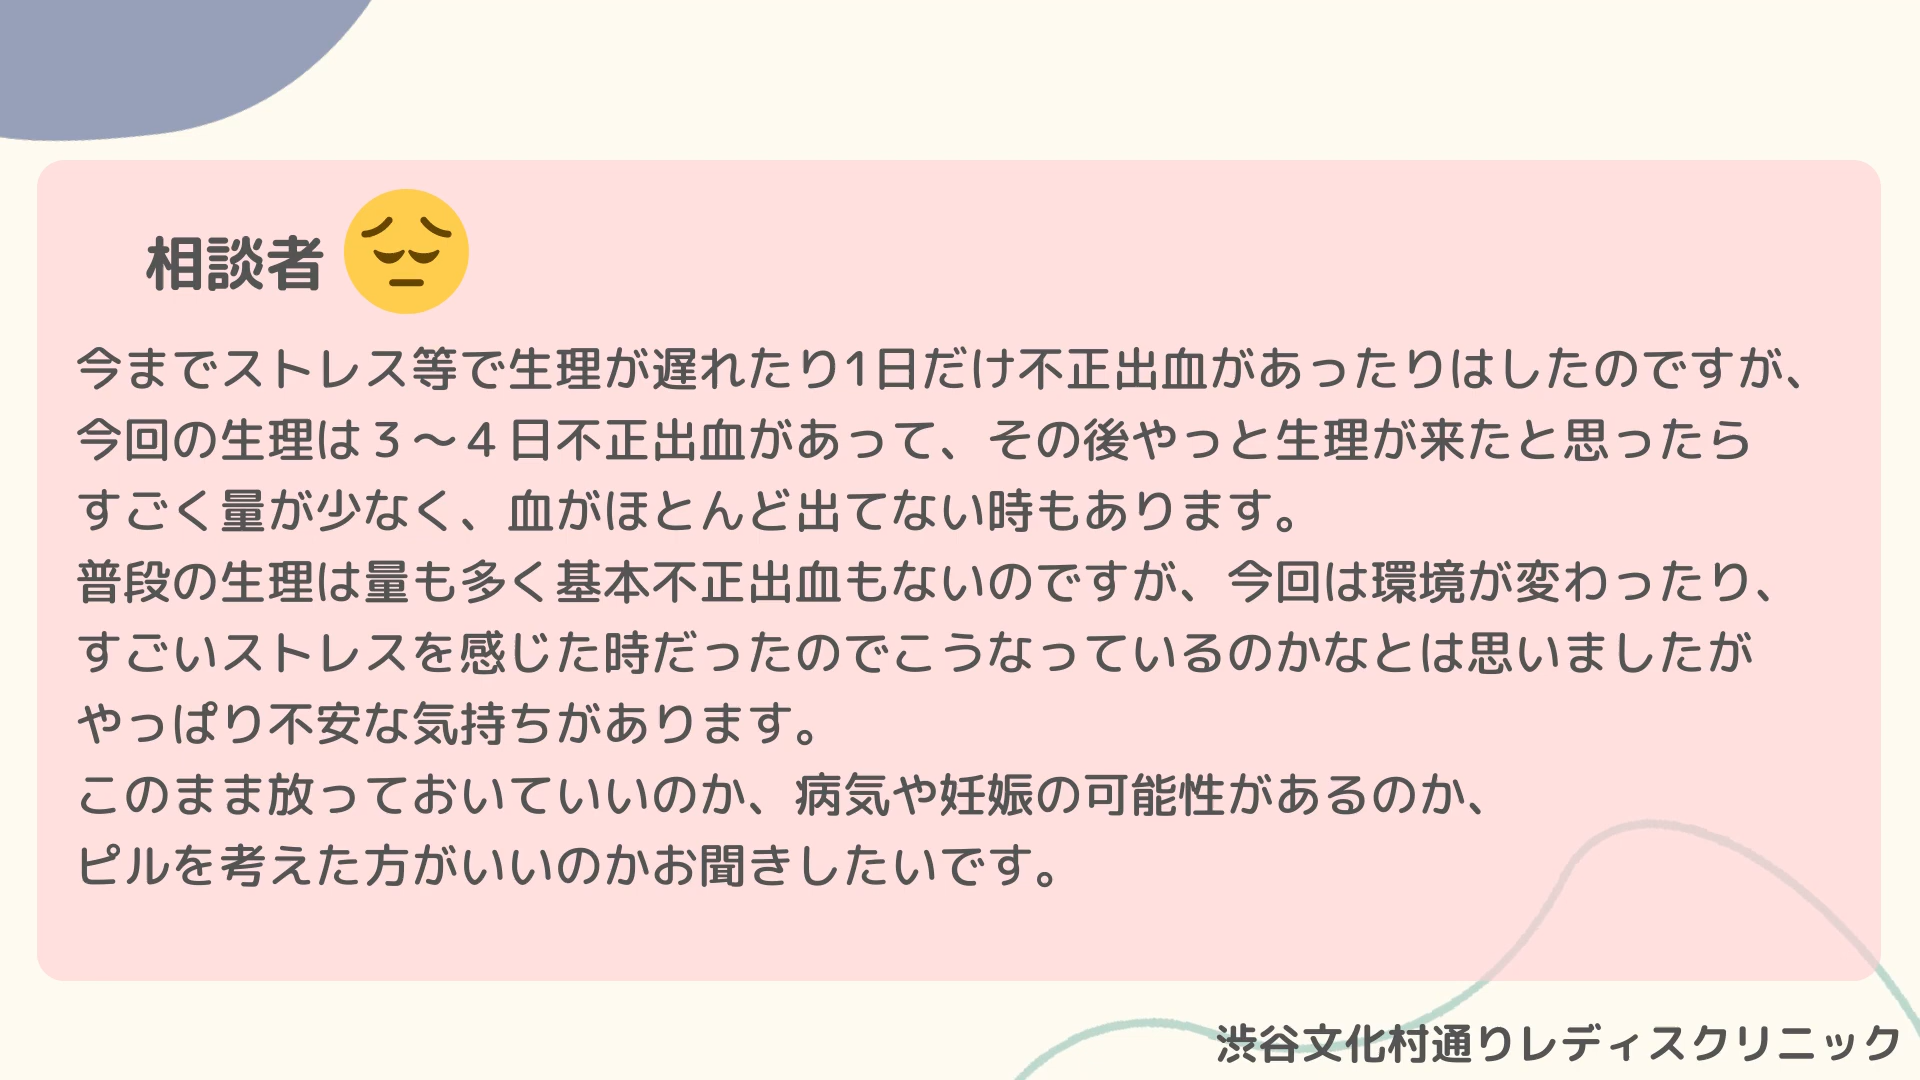 相談者
今までストレス等で生理が遅れたり1日だけ不正出血があったりはしたのですが、
今回の生理は３〜４日不正出血があって、その後やっと生理が来たと思ったら
すごく量が少なく、血がほとんど出てない時もあります。
普段の生理は量も多く基本不正出血もないのですが、今回は環境が変わったり、
すごいストレスを感じた時だったのでこうなっているのかなとは思いましたが
やっぱり不安な気持ちがあります。
このまま放っておいていいのか、病気や妊娠の可能性があるのか、
ピルを考えた方がいいのかお聞きしたいです。
渋谷文化村通りレディスクリニック